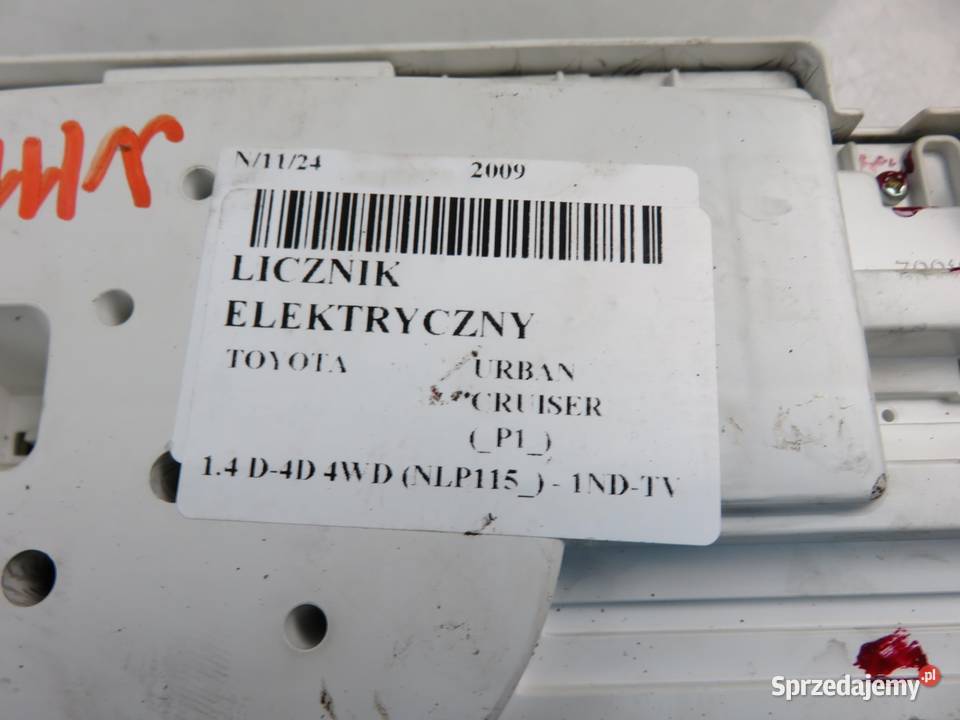 N/11/24 2009
LICZNIK
ELEKTRYCZNY
TOYOTA URBAN
CRUISER
(_P1_)
1.4 D-4D 4WD (NLP115_) - 1ND-TV
Sprzedajemy.pl